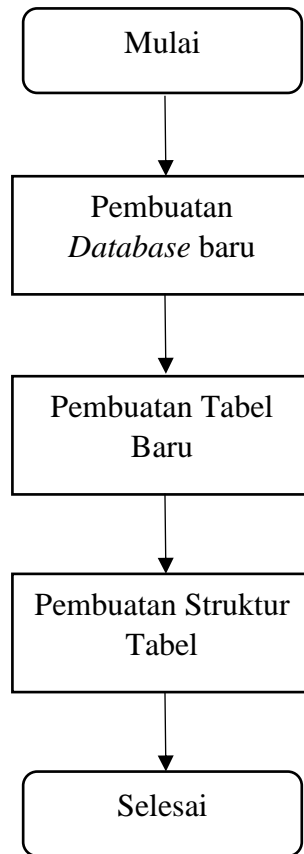 Mulai
Pembuatan
Database baru
Pembuatan Tabel
Baru
Pembuatan Struktur
Tabel
Selesai